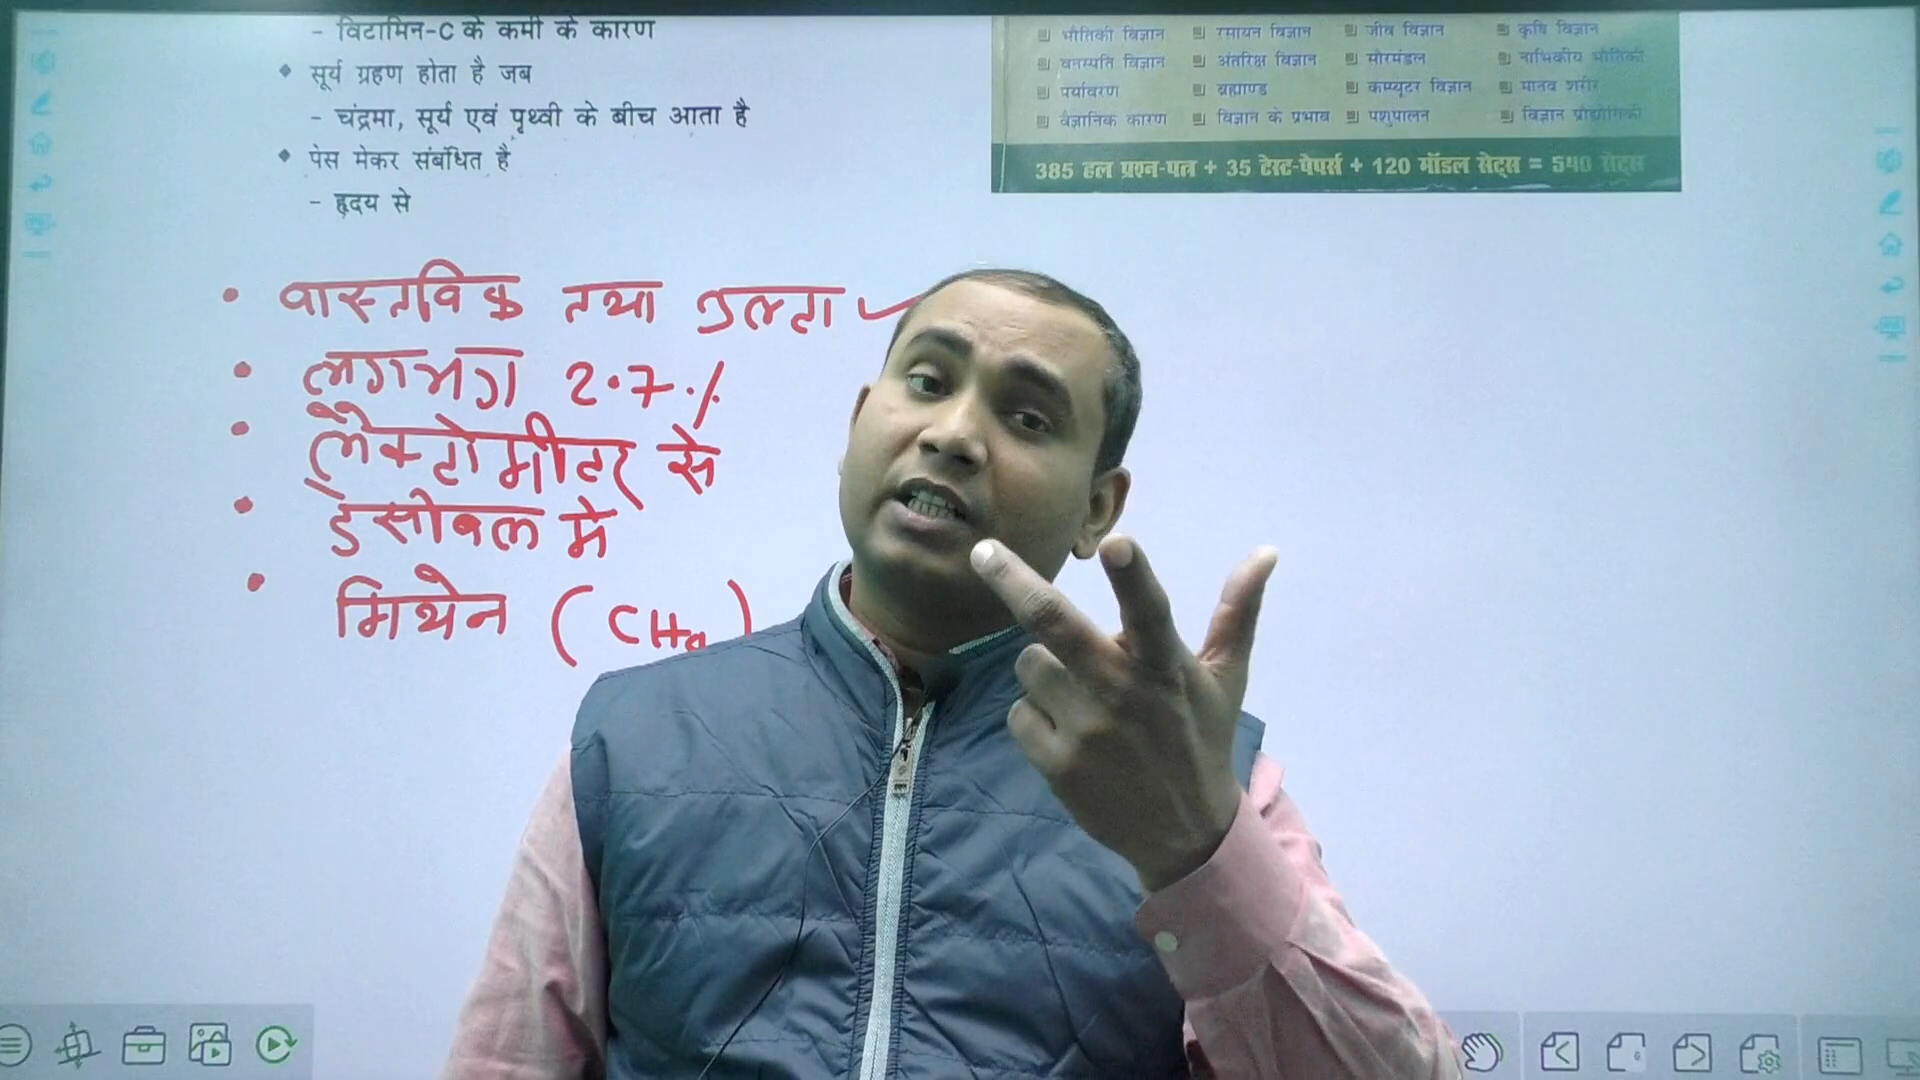 - विटामिन-C के कमी के कारण
◆ सूर्य ग्रहण होता है जब
- चंद्रमा, सूर्य एवं पृथ्वी के बीच आता है
◆ पेस मेकर संबंधित है
- हृदय से
भौतिकी विज्ञान रसायन विज्ञान जीव विज्ञान कृषि विज्ञान
वनस्पति विज्ञान अंतरिक्ष विज्ञान सौरमंडल नाभिकीय भौतिकी
पर्यावरण ब्रह्माण्ड कम्प्यूटर विज्ञान मानव शरीर
वैज्ञानिक कारण विज्ञान के प्रभाव पशुपालन विज्ञान प्रौद्योगिकी
385 हल प्रश्न-पत्र + 35 टेस्ट-पेपर्स + 120 मॉडल सेट्स = 540 सेट्स
• वास्तविक तथा उल्टा
• लगभग 2.7%
• लैक्टोमीटर से
• इसोवल में
• मिथेन (CH4)